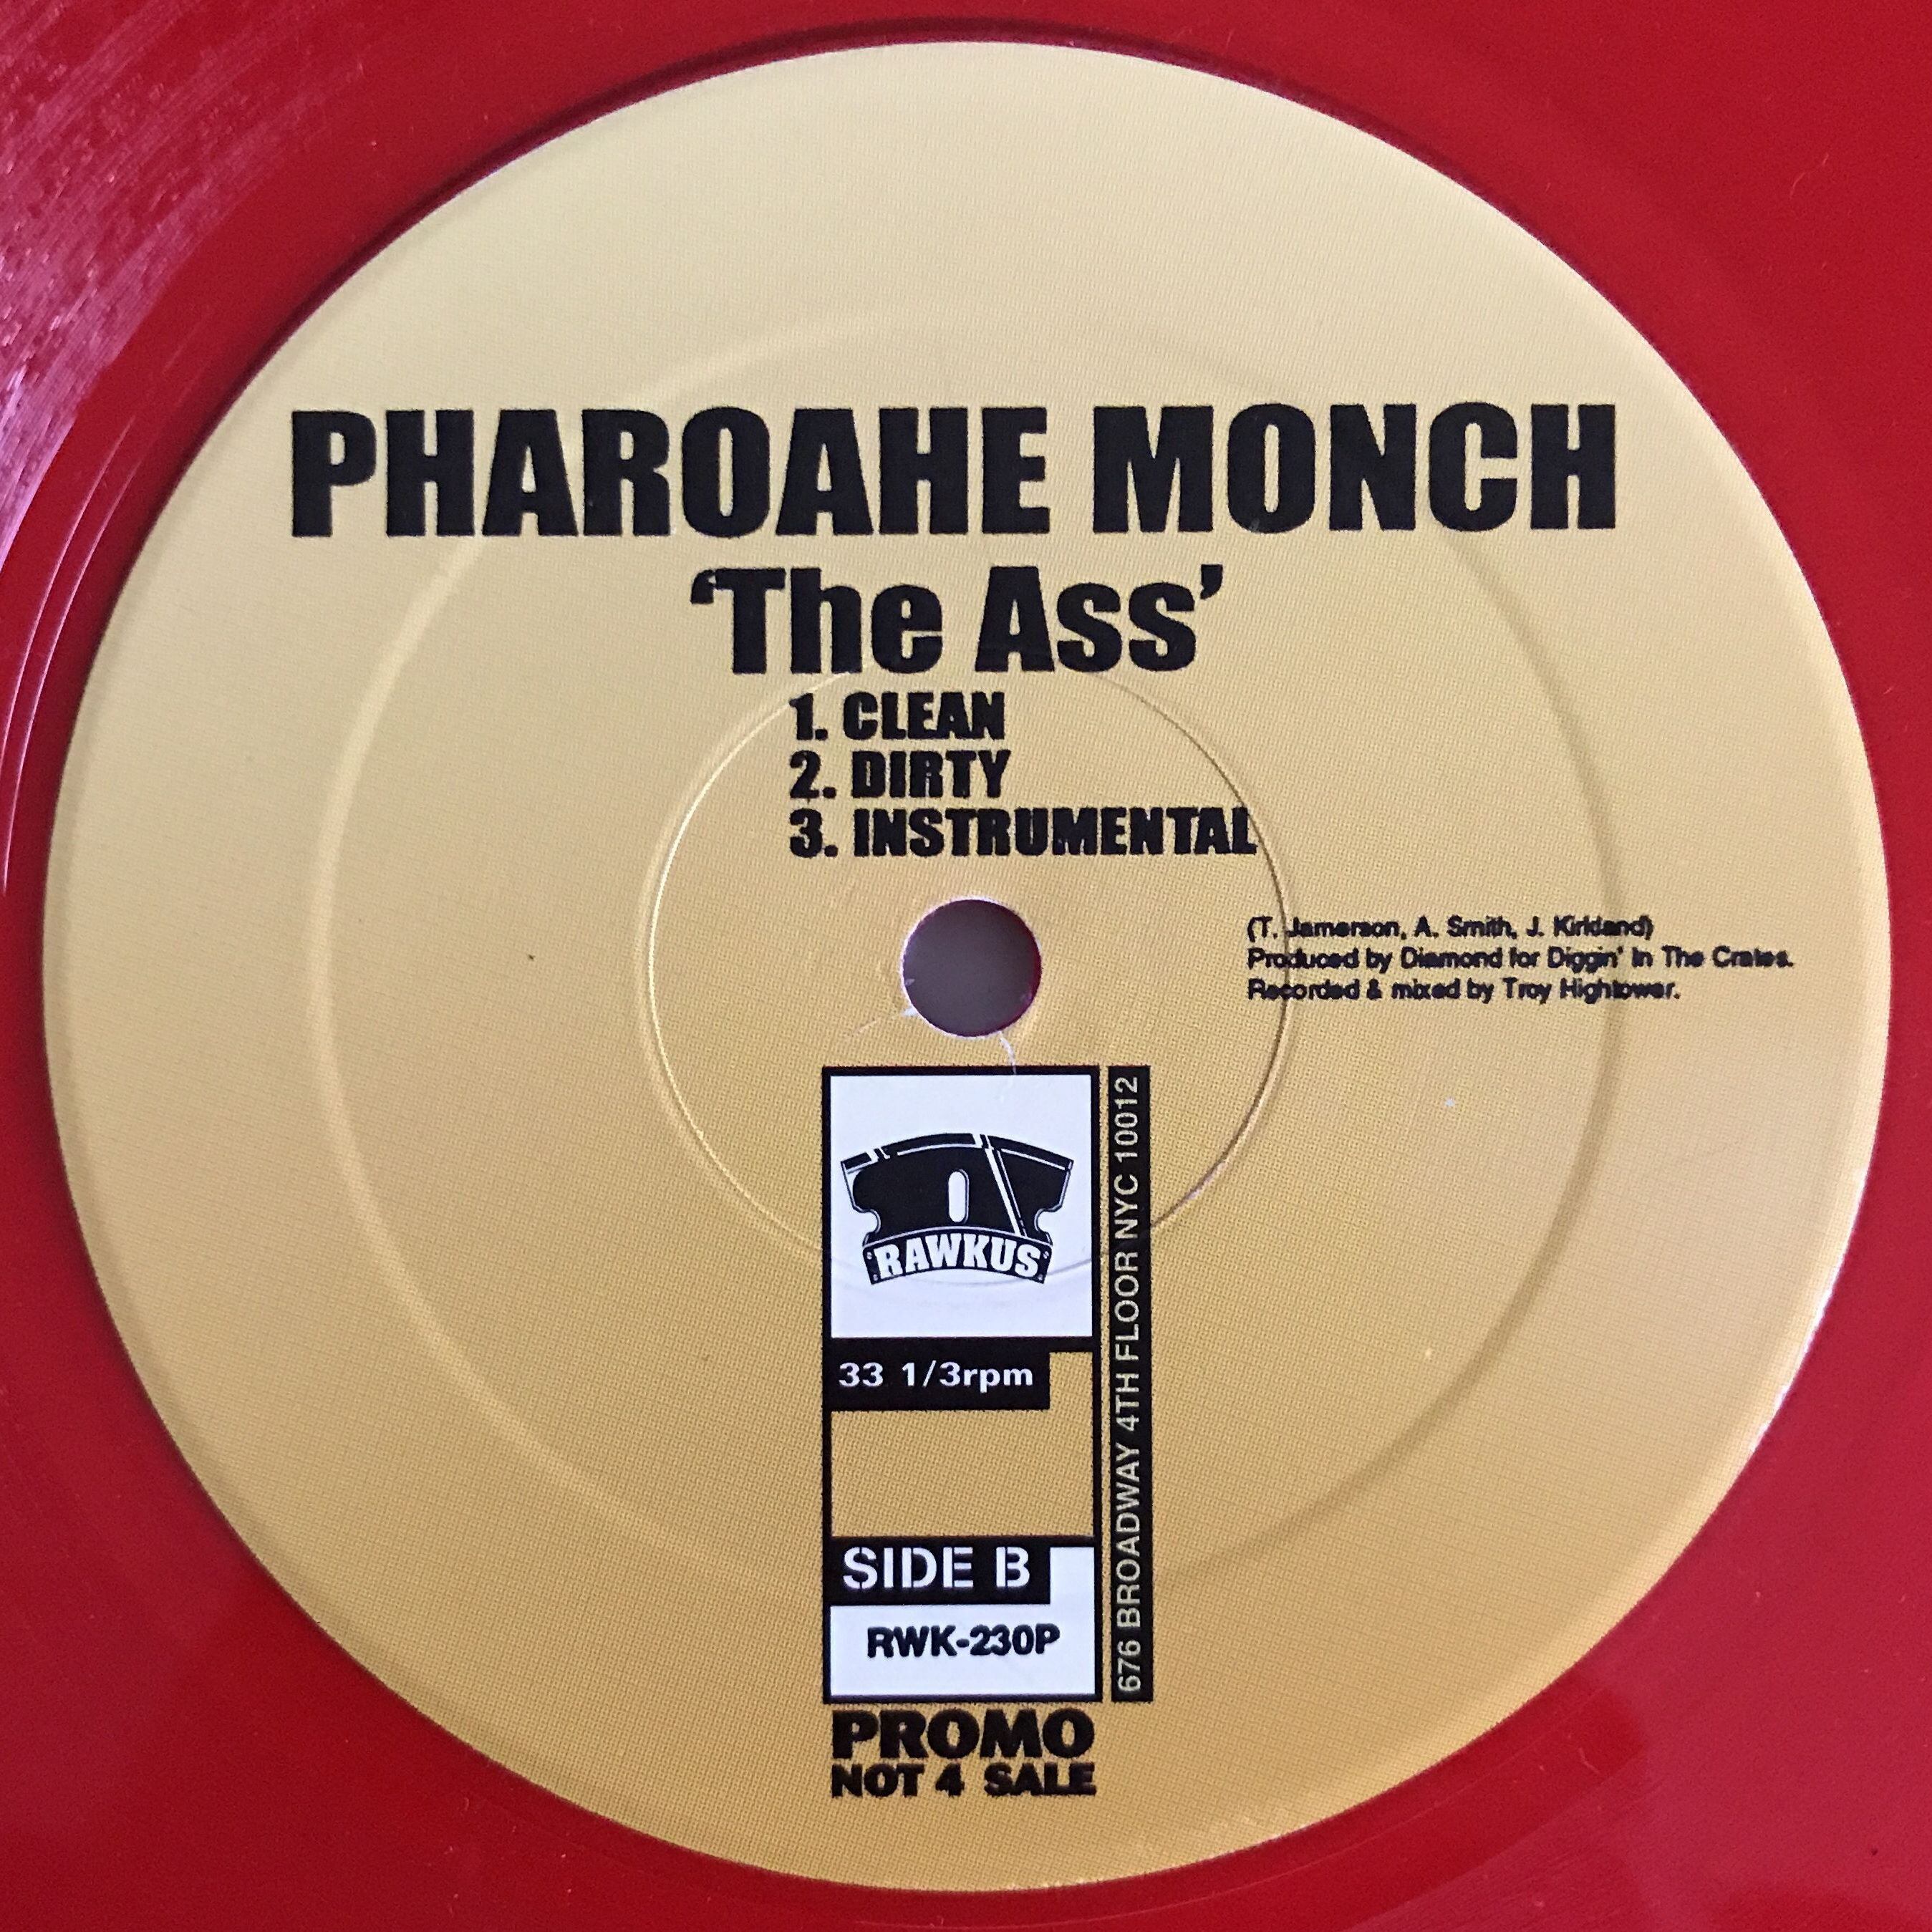 PHAROAHE MONCH
'The Ass'
1. CLEAN
2. DIRTY
3. INSTRUMENTAL
(T. Jamerson, A. Smith, J. Kirkland)
Produced by Diamond for Diggin' In The Crates.
Recorded & mixed by Troy Hightower.
RAWKUS
33 1/3rpm
SIDE B
RWK-230P
676 BROADWAY 4TH FLOOR NYC 10012
PROMO
NOT 4 SALE